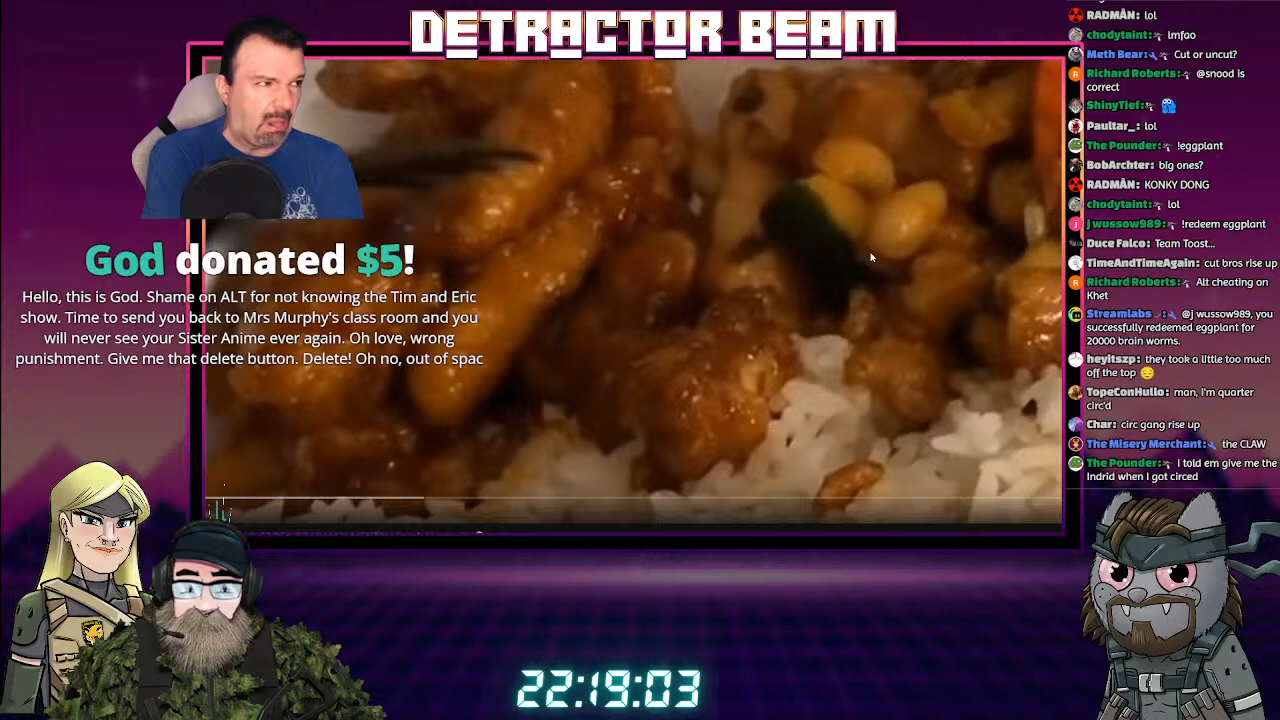 DETRACTOR BEAM
God donated $5!
Hello, this is God. Shame on ALT for not knowing the Tim and Eric
show. Time to send you back to Mrs Murphy's class room and you
will never see your Sister Anime ever again. Oh love, wrong
punishment. Give me that delete button. Delete! Oh no, out of spac
RADMÅN: lol
chodytaint: lmfao
Meth Bear: Cut or uncut?
Richard Roberts: @snood is
correct
ShinyTief:
Paultar_: lol
The Pounder: !eggplant
BobArchter: big ones?
RADMÅN: KONKY DONG
chodytaint: lol
j wussow989: !redeem eggplant
Duce Falco: Team Toast...
TimeAndTimeAgain: cut bros rise up
Richard Roberts: Alt cheating on
Khet
Streamlabs: @j wussow989, you
successfully redeemed eggplant for
20000 brain worms.
heyitszp: they took a little too much
off the top 😔
TopeConHullo: man, I'm quarter
circ'd
Char: circ gang rise up
The Misery Merchant: the CLAW
The Pounder: I told em give me the
Indrid when I got circed
22:19:03